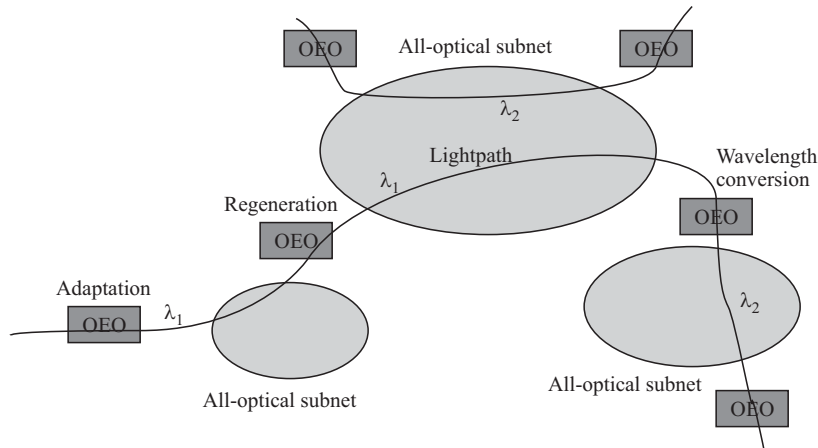 OEO
All-optical subnet
OEO
λ2
Lightpath
λ1
Wavelength
conversion
Regeneration
OEO
OEO
Adaptation
OEO
λ1
λ2
All-optical subnet
All-optical subnet
OEO